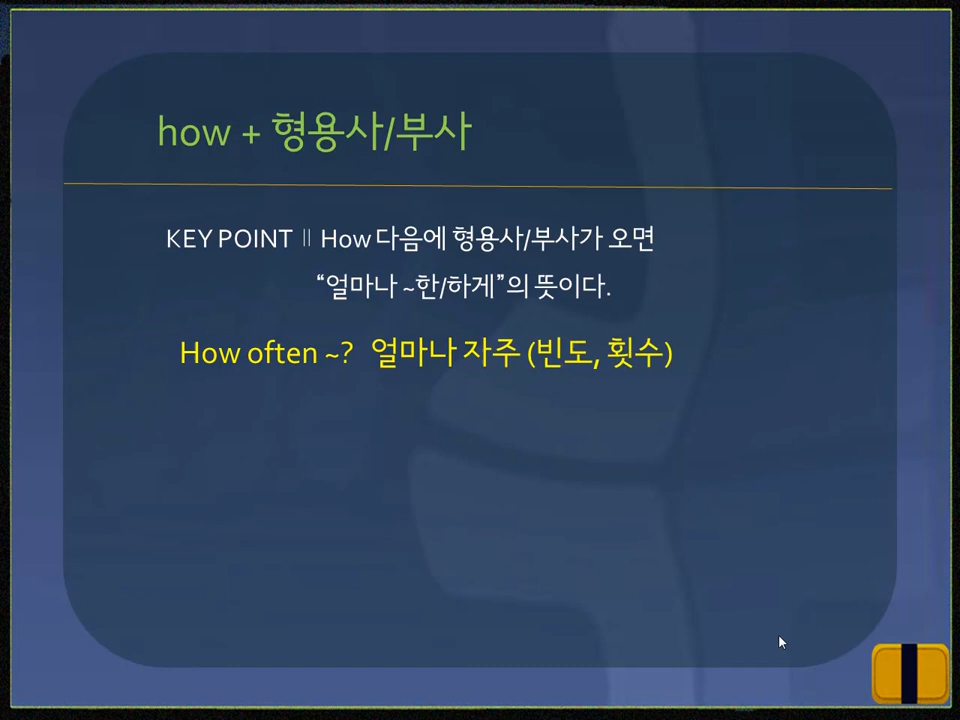 how + 형용사/부사
KEY POINT || How 다음에 형용사/부사가 오면
“얼마나 ~한/하게”의 뜻이다.
How often ~? 얼마나 자주 (빈도, 횟수)